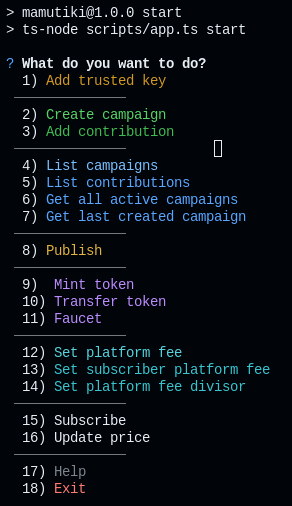 > mamutiki@1.0.0 start
> ts-node scripts/app.ts start
? What do you want to do?
1) Add trusted key
2) Create campaign
3) Add contribution
4) List campaigns
5) List contributions
6) Get all active campaigns
7) Get last created campaign
8) Publish
9) Mint token
10) Transfer token
11) Faucet
12) Set platform fee
13) Set subscriber platform fee
14) Set platform fee divisor
15) Subscribe
16) Update price
17) Help
18) Exit